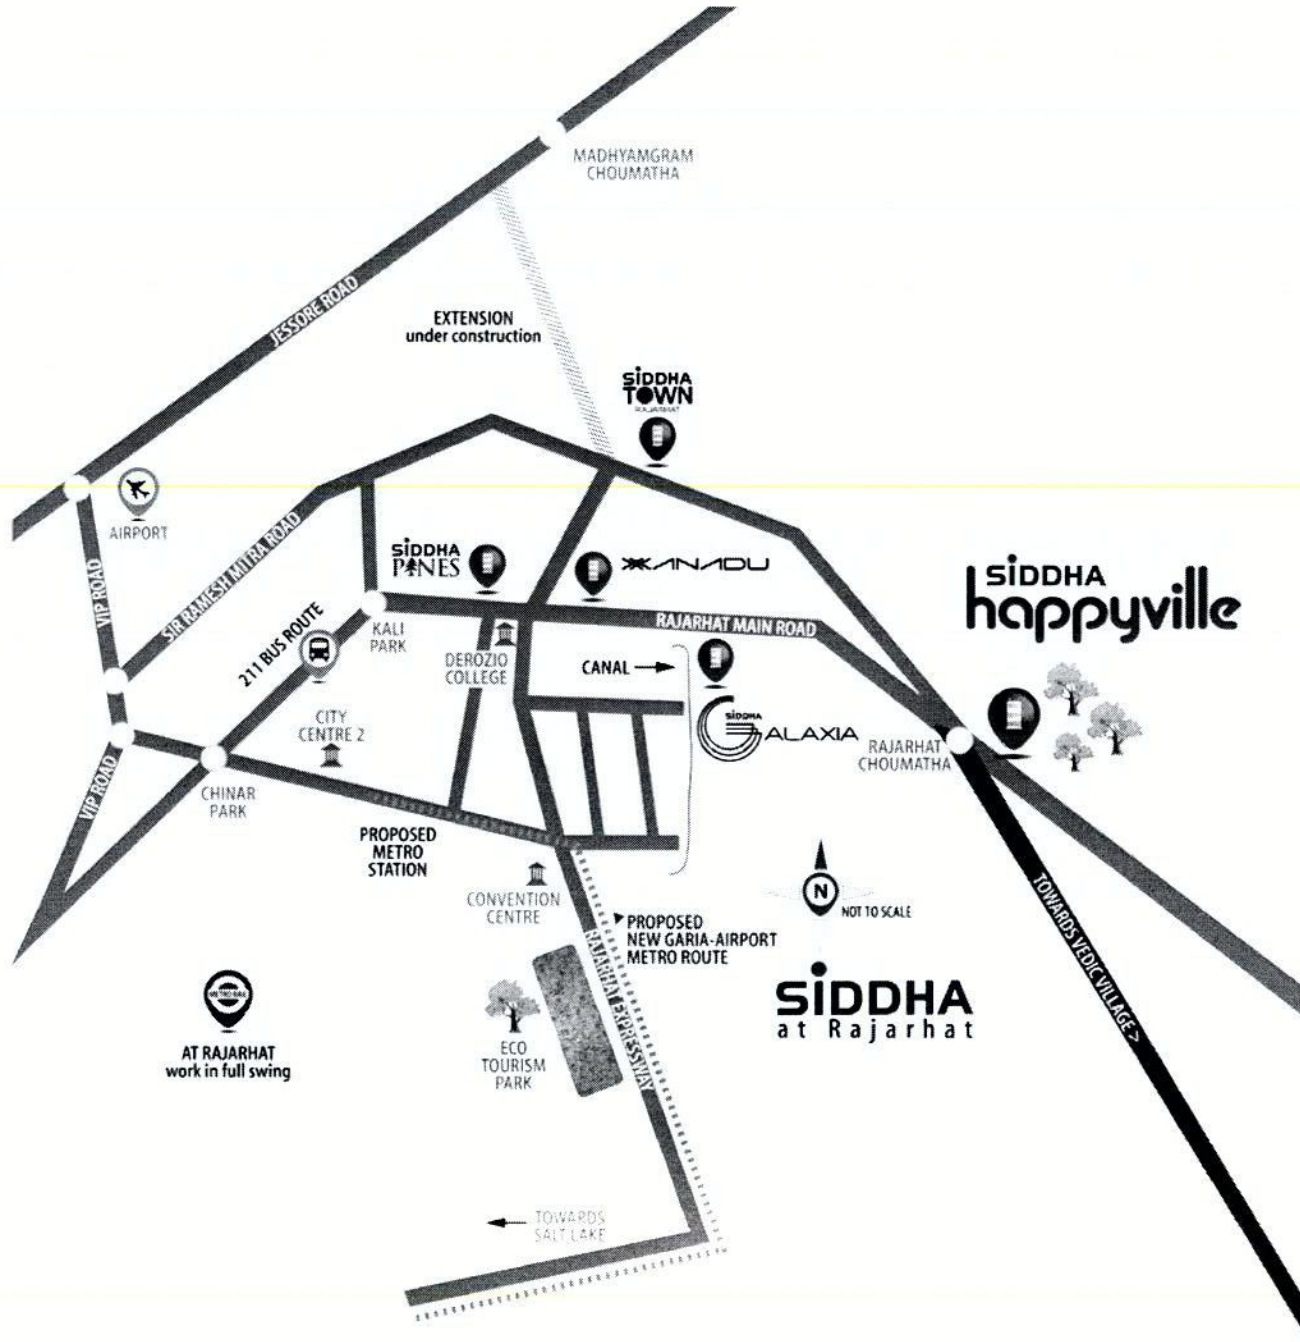 MADHYAMGRAM
CHOUMATHA
JESSORE ROAD
EXTENSION
under construction
SIDDHA
TOWN
RAJARHAT
AIRPORT
VIP ROAD
SIR RAMESH MITRA ROAD
SIDDHA
PINES
XANADU
SIDDHA
happyville
211 BUS ROUTE
KALI
PARK
RAJARHAT MAIN ROAD
DEROZIO
COLLEGE
CANAL
CITY
CENTRE 2
SIDDHA
GALAXIA
RAJARHAT
CHOUMATHA
VIP ROAD
CHINAR
PARK
PROPOSED
METRO
STATION
CONVENTION
CENTRE
N
NOT TO SCALE
TOWARDS VEDIC VILLAGE >
PROPOSED
NEW GARIA-AIRPORT
METRO ROUTE
RAJARHAT EXPRESSWAY
SIDDHA
at Rajarhat
METRO RAIL
AT RAJARHAT
work in full swing
ECO
TOURISM
PARK
TOWARDS
SALT LAKE